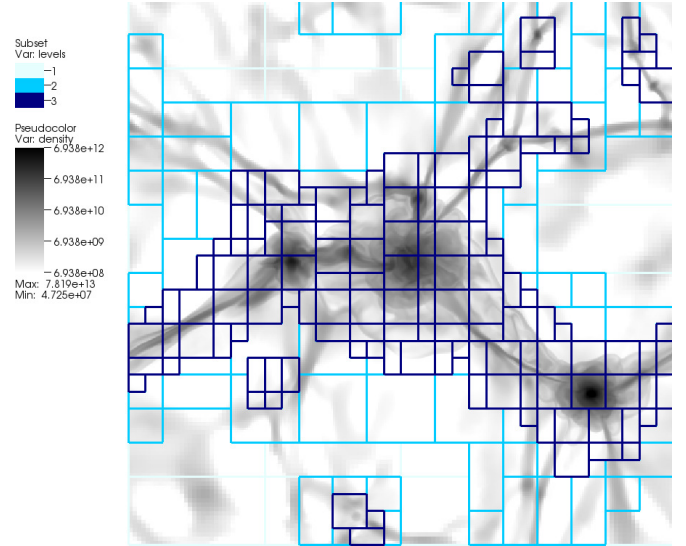 Subset
Var: levels
1
2
3
Pseudocolor
Var: density
6.938e+12
6.938e+11
6.938e+10
6.938e+09
6.938e+08
Max: 7.819e+13
Min: 4.725e+07